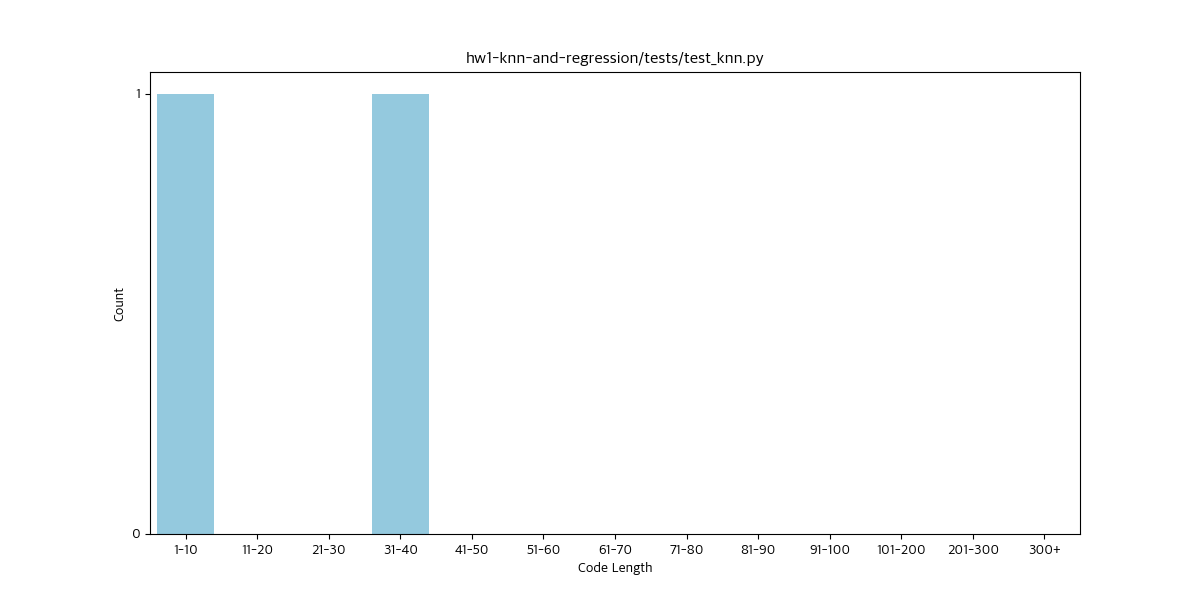 hw1-knn-and-regression/tests/test_knn.py
1
Count
0
1-10 11-20 21-30 31-40 41-50 51-60 61-70 71-80 81-90 91-100 101-200 201-300 300+
Code Length